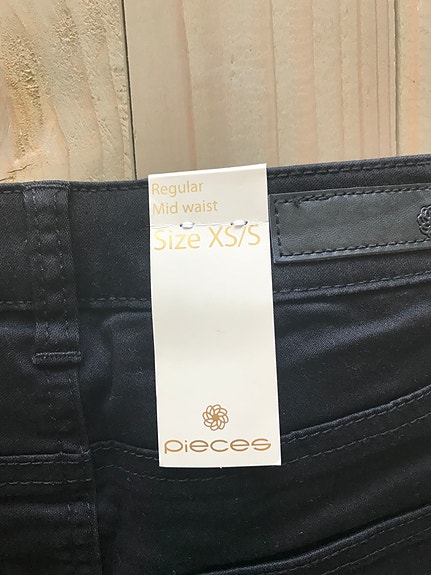 Regular
Mid waist
Size XS/S
pieces